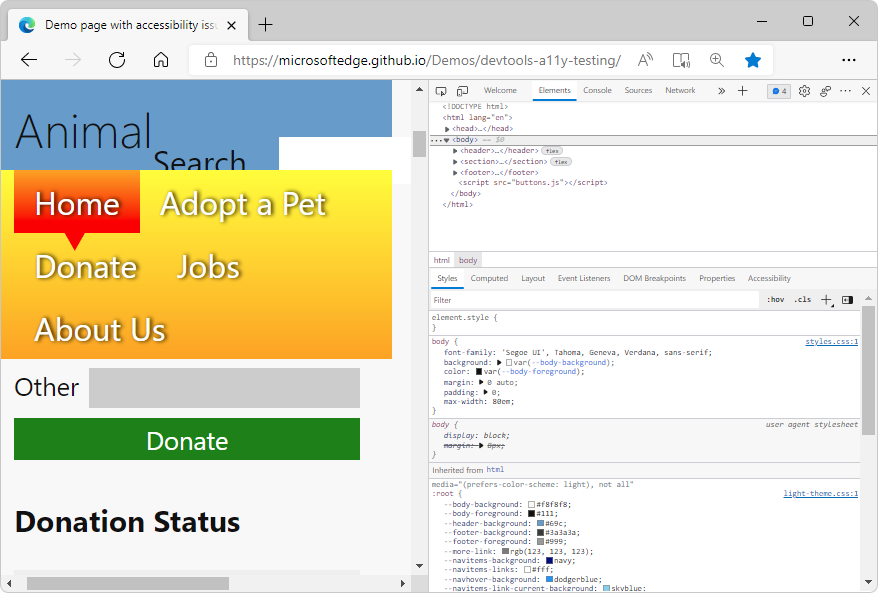 Demo page with accessibility iss
https://microsoftedge.github.io/Demos/devtools-a11y-testing/
Animal
Search
Home
Adopt a Pet
Donate
Jobs
About Us
Other
Donate
Donation Status
Welcome Elements Console Sources Network 4
<!DOCTYPE html>
<html lang="en">
<head>…</head>
<body> == $0
<header>…</header> flex
<section>…</section> flex
<footer>…</footer>
<script src="buttons.js"></script>
</body>
</html>
html body
Styles Computed Layout Event Listeners DOM Breakpoints Properties Accessibility
Filter :hov .cls
element.style {
}
body { styles.css:1
font-family: 'Segoe UI', Tahoma, Geneva, Verdana, sans-serif;
background: var(--body-background);
color: var(--body-foreground);
margin: 0 auto;
padding: 0;
max-width: 80em;
}
body { user agent stylesheet
display: block;
margin: 8px;
}
Inherited from html
media="(prefers-color-scheme: light), not all"
:root { light-theme.css:1
--body-background: #f8f8f8;
--body-foreground: #111;
--header-background: #69c;
--footer-background: #3a3a3a;
--footer-foreground: #999;
--more-link: rgb(123, 123, 123);
--navitems-background: navy;
--navitems-links: #fff;
--navhover-background: dodgerblue;
--navitems-link-current-background: skyblue;